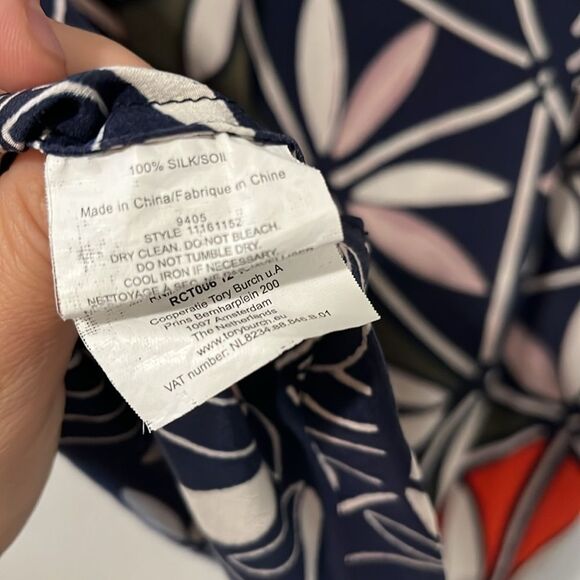 100% SILK/SOIE
Made in China/Fabrique en Chine
9405
STYLE 11161152
DRY CLEAN. DO NOT BLEACH.
DO NOT TUMBLE DRY.
COOL IRON IF NECESSARY.
NETTOYAGE A
RCT006
Cooperatie Tory Burch u.A
Prins Bernhardplein 200
1097 Amsterdam
The Netherlands
www.toryburch.eu
VAT number: NL8234.88.646.B.01